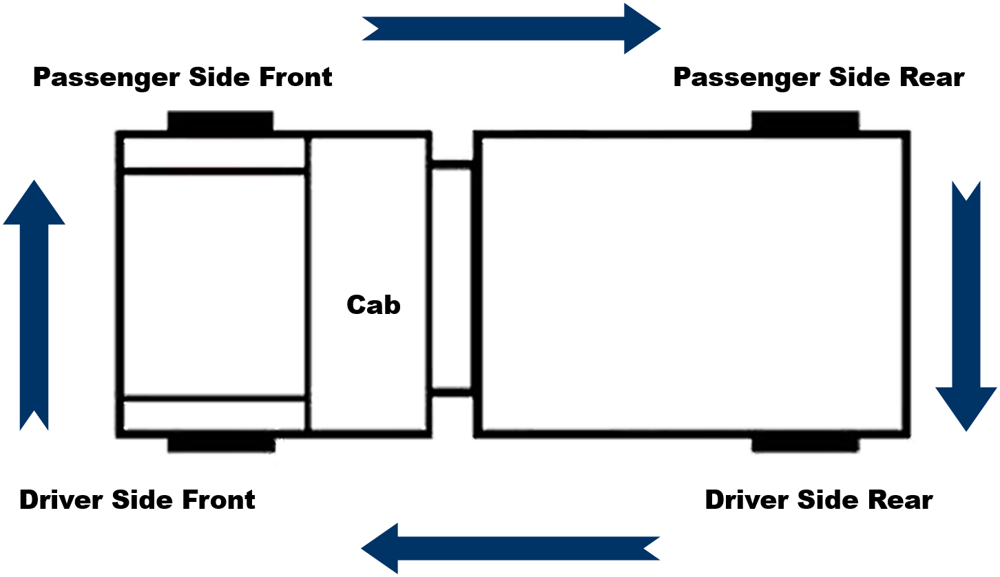 Passenger Side Front
Passenger Side Rear
Cab
Driver Side Front
Driver Side Rear